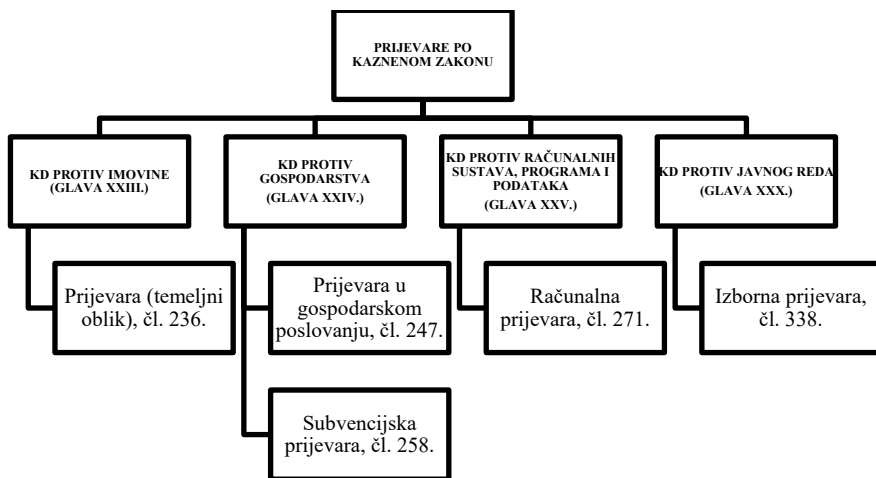 PRIJEVARE PO
KAZNENOM ZAKONU
KD PROTIV IMOVINE
(GLAVA XXIII.)
KD PROTIV
GOSPODARSTVA
(GLAVA XXIV.)
KD PROTIV RAČUNALNIH
SUSTAVA, PROGRAMA I
PODATAKA
(GLAVA XXV.)
KD PROTIV JAVNOG REDA
(GLAVA XXX.)
Prijevara (temeljni
oblik), čl. 236.
Prijevara u
gospodarskom
poslovanju, čl. 247.
Računalna
prijevara, čl. 271.
Izborna prijevara,
čl. 338.
Subvencijska
prijevara, čl. 258.